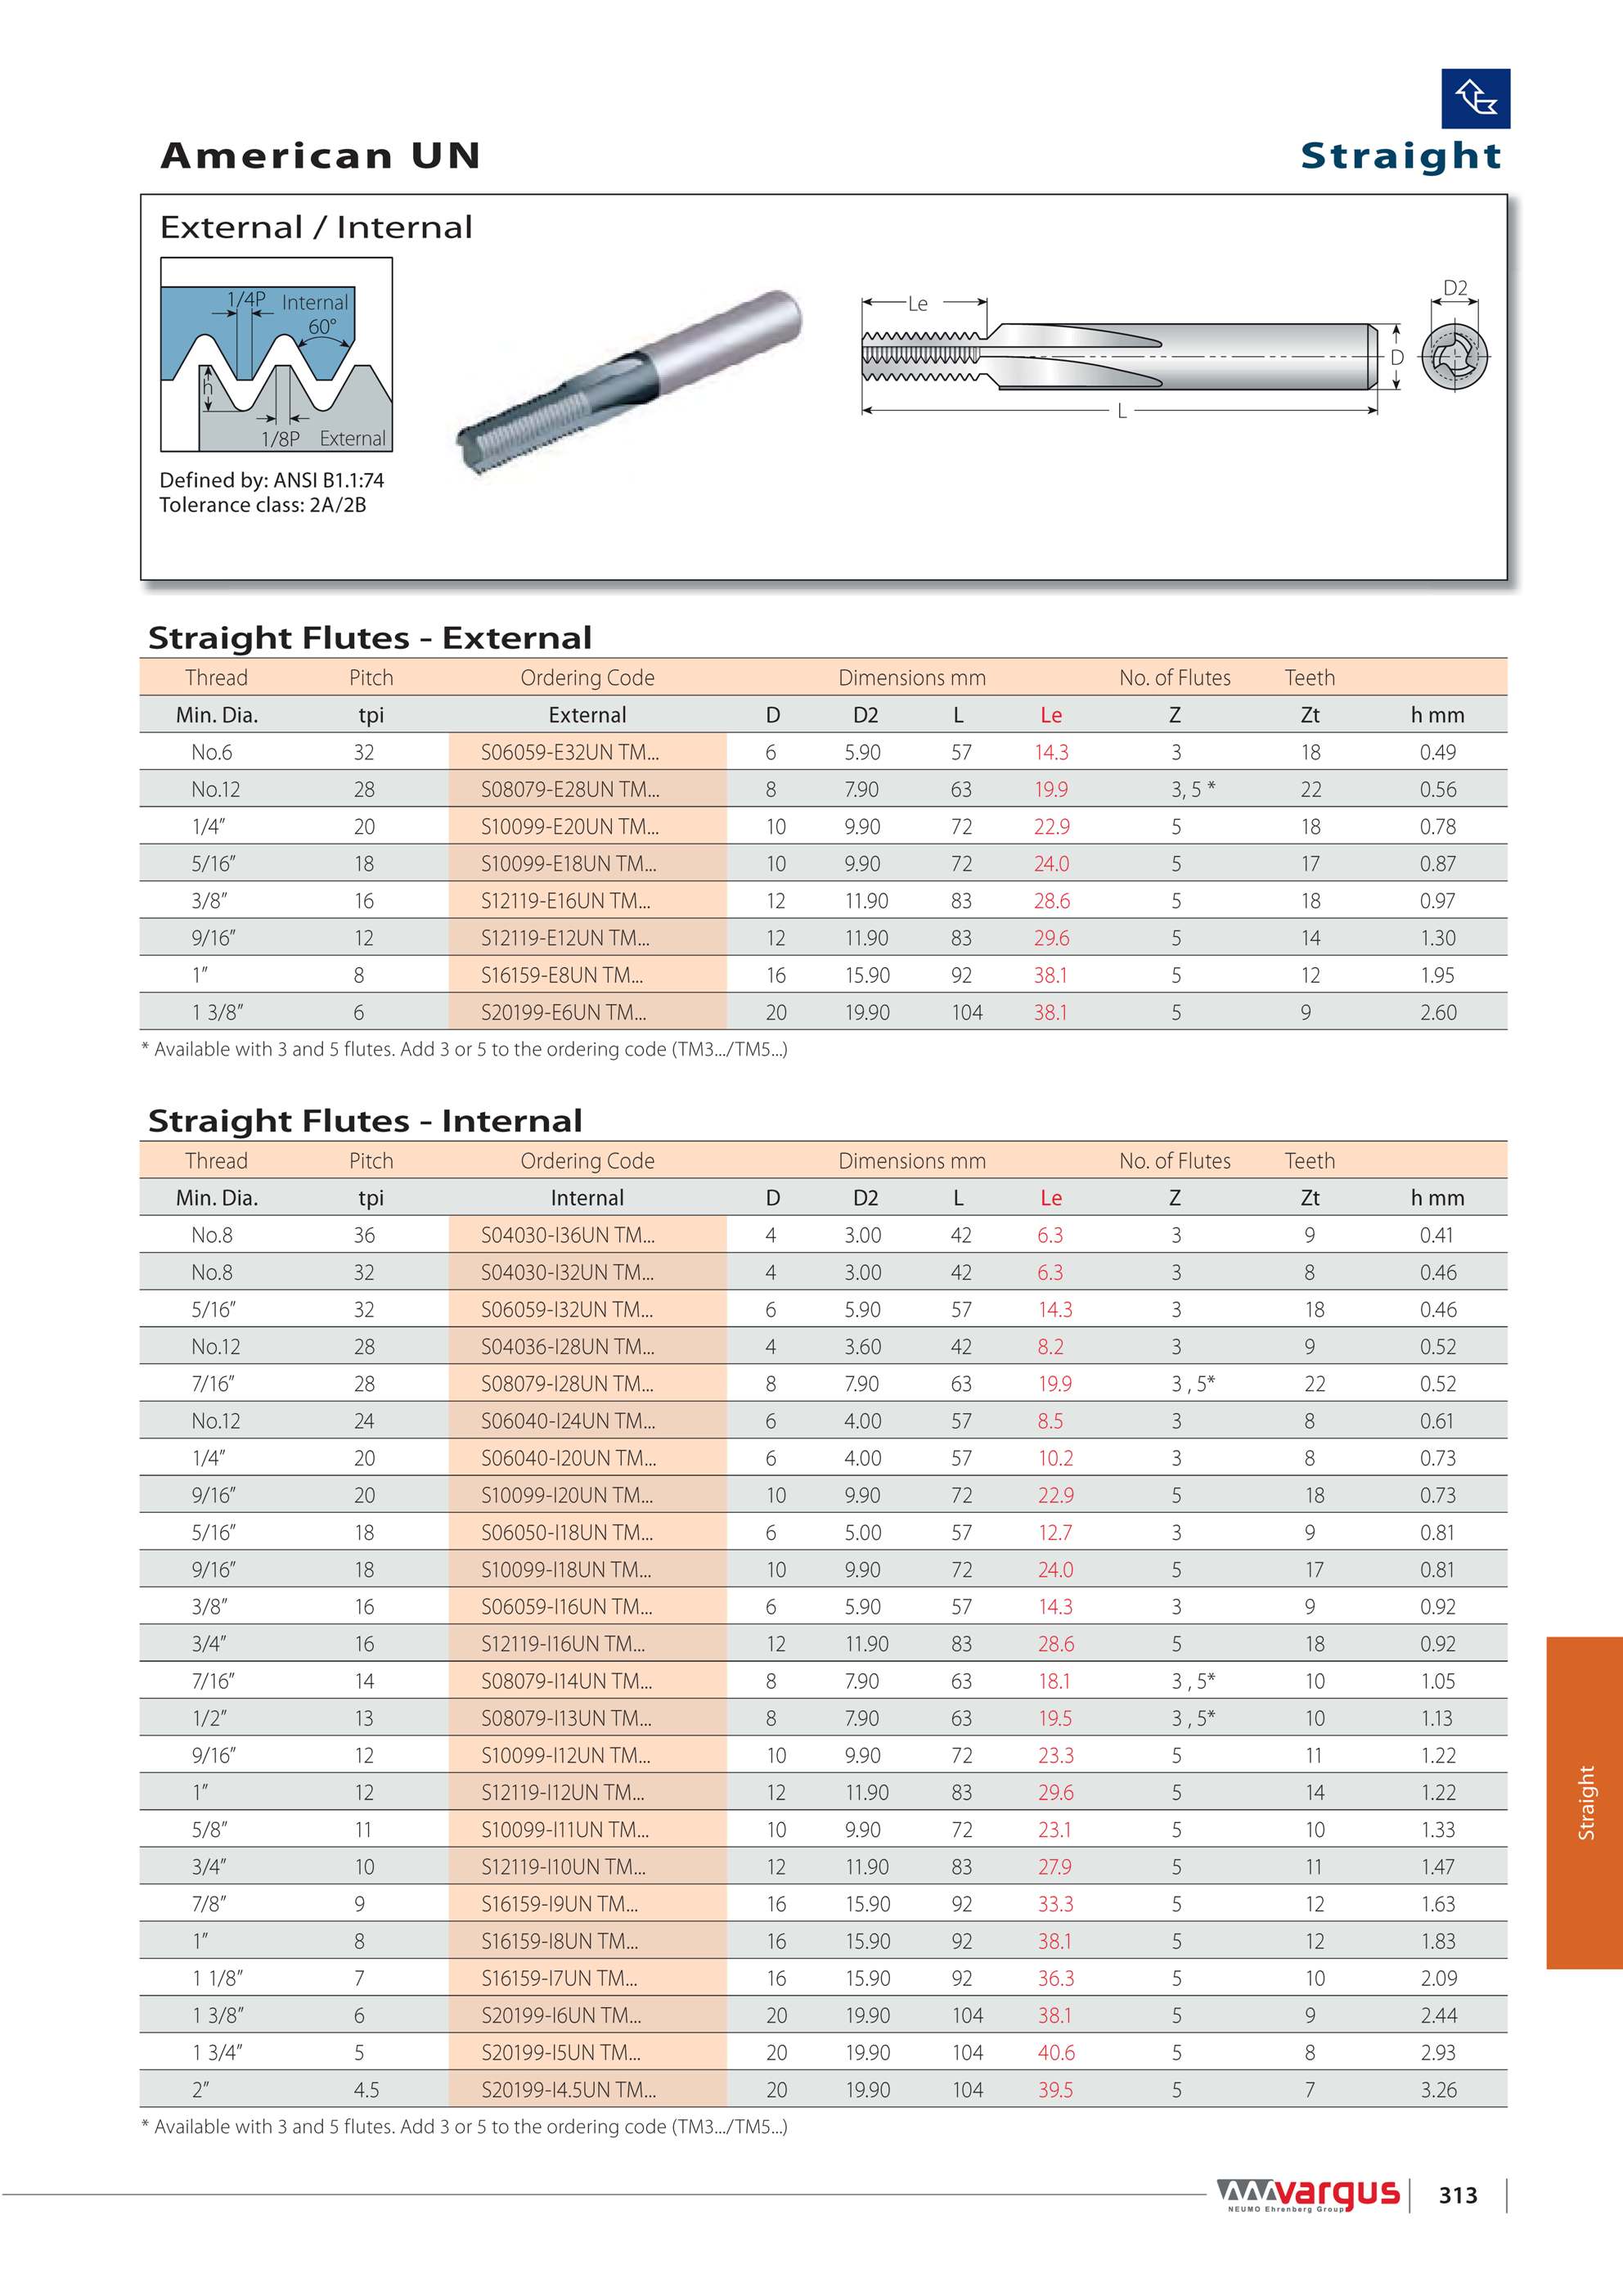 American UN
Straight
External / Internal
1/4P Internal
60°
h
1/8P External
Le
D2
D
L
Defined by: ANSI B1.1:74
Tolerance class: 2A/2B
Straight Flutes - External
Thread Pitch Ordering Code Dimensions mm No. of Flutes Teeth
Min. Dia. tpi External D D2 L Le Z Zt h mm
No.6 32 S06059-E32UN TM... 6 5.90 57 14.3 3 18 0.49
No.12 28 S08079-E28UN TM... 8 7.90 63 19.9 3, 5 * 22 0.56
1/4″ 20 S10099-E20UN TM... 10 9.90 72 22.9 5 18 0.78
5/16″ 18 S10099-E18UN TM... 10 9.90 72 24.0 5 17 0.87
3/8″ 16 S12119-E16UN TM... 12 11.90 83 28.6 5 18 0.97
9/16″ 12 S12119-E12UN TM... 12 11.90 83 29.6 5 14 1.30
1″ 8 S16159-E8UN TM... 16 15.90 92 38.1 5 12 1.95
1 3/8″ 6 S20199-E6UN TM... 20 19.90 104 38.1 5 9 2.60
* Available with 3 and 5 flutes. Add 3 or 5 to the ordering code (TM3.../TM5...)
Straight Flutes - Internal
Thread Pitch Ordering Code Dimensions mm No. of Flutes Teeth
Min. Dia. tpi Internal D D2 L Le Z Zt h mm
No.8 36 S04030-I36UN TM... 4 3.00 42 6.3 3 9 0.41
No.8 32 S04030-I32UN TM... 4 3.00 42 6.3 3 8 0.46
5/16″ 32 S06059-I32UN TM... 6 5.90 57 14.3 3 18 0.46
No.12 28 S04036-I28UN TM... 4 3.60 42 8.2 3 9 0.52
7/16″ 28 S08079-I28UN TM... 8 7.90 63 19.9 3 , 5* 22 0.52
No.12 24 S06040-I24UN TM... 6 4.00 57 8.5 3 8 0.61
1/4″ 20 S06040-I20UN TM... 6 4.00 57 10.2 3 8 0.73
9/16″ 20 S10099-I20UN TM... 10 9.90 72 22.9 5 18 0.73
5/16″ 18 S06050-I18UN TM... 6 5.00 57 12.7 3 9 0.81
9/16″ 18 S10099-I18UN TM... 10 9.90 72 24.0 5 17 0.81
3/8″ 16 S06059-I16UN TM... 6 5.90 57 14.3 3 9 0.92
3/4″ 16 S12119-I16UN TM... 12 11.90 83 28.6 5 18 0.92
7/16″ 14 S08079-I14UN TM... 8 7.90 63 18.1 3 , 5* 10 1.05
1/2″ 13 S08079-I13UN TM... 8 7.90 63 19.5 3 , 5* 10 1.13
9/16″ 12 S10099-I12UN TM... 10 9.90 72 23.3 5 11 1.22
1″ 12 S12119-I12UN TM... 12 11.90 83 29.6 5 14 1.22
5/8″ 11 S10099-I11UN TM... 10 9.90 72 23.1 5 10 1.33
3/4″ 10 S12119-I10UN TM... 12 11.90 83 27.9 5 11 1.47
7/8″ 9 S16159-I9UN TM... 16 15.90 92 33.3 5 12 1.63
1″ 8 S16159-I8UN TM... 16 15.90 92 38.1 5 12 1.83
1 1/8″ 7 S16159-I7UN TM... 16 15.90 92 36.3 5 10 2.09
1 3/8″ 6 S20199-I6UN TM... 20 19.90 104 38.1 5 9 2.44
1 3/4″ 5 S20199-I5UN TM... 20 19.90 104 40.6 5 8 2.93
2″ 4.5 S20199-I4.5UN TM... 20 19.90 104 39.5 5 7 3.26
* Available with 3 and 5 flutes. Add 3 or 5 to the ordering code (TM3.../TM5...)
Straight
vargus
NEUMO Ehrenberg Group
313